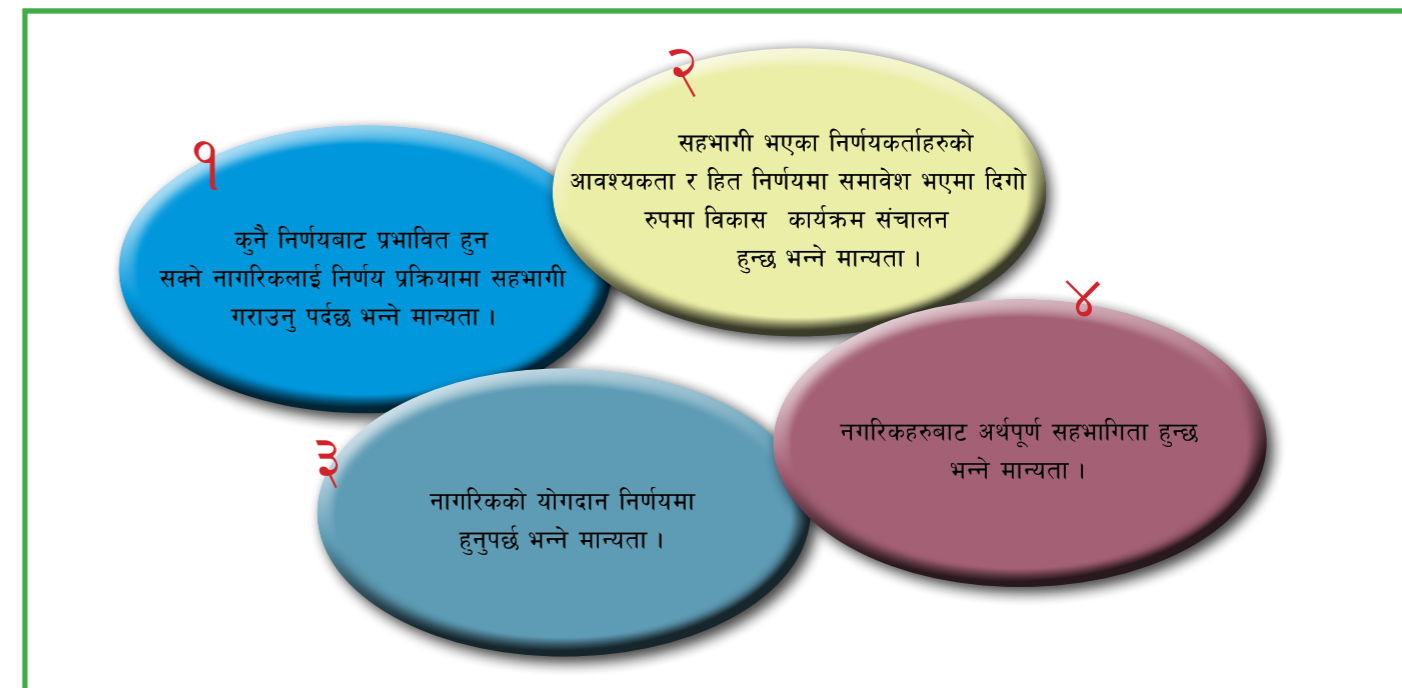 १
कुनै निर्णयबाट प्रभावित हुन
सक्ने नागरिकलाई निर्णय प्रक्रियामा सहभागी
गराउनु पर्दछ भन्ने मान्यता ।
२
सहभागी भएका निर्णयकर्ताहरुको
आवश्यकता र हित निर्णयमा समावेश भएमा दिगो
रुपमा विकास कार्यक्रम संचालन
हुन्छ भन्ने मान्यता ।
३
नागरिकको योगदान निर्णयमा
हुनुपर्छ भन्ने मान्यता ।
४
नगरिकहरुबाट अर्थपूर्ण सहभागिता हुन्छ
भन्ने मान्यता ।